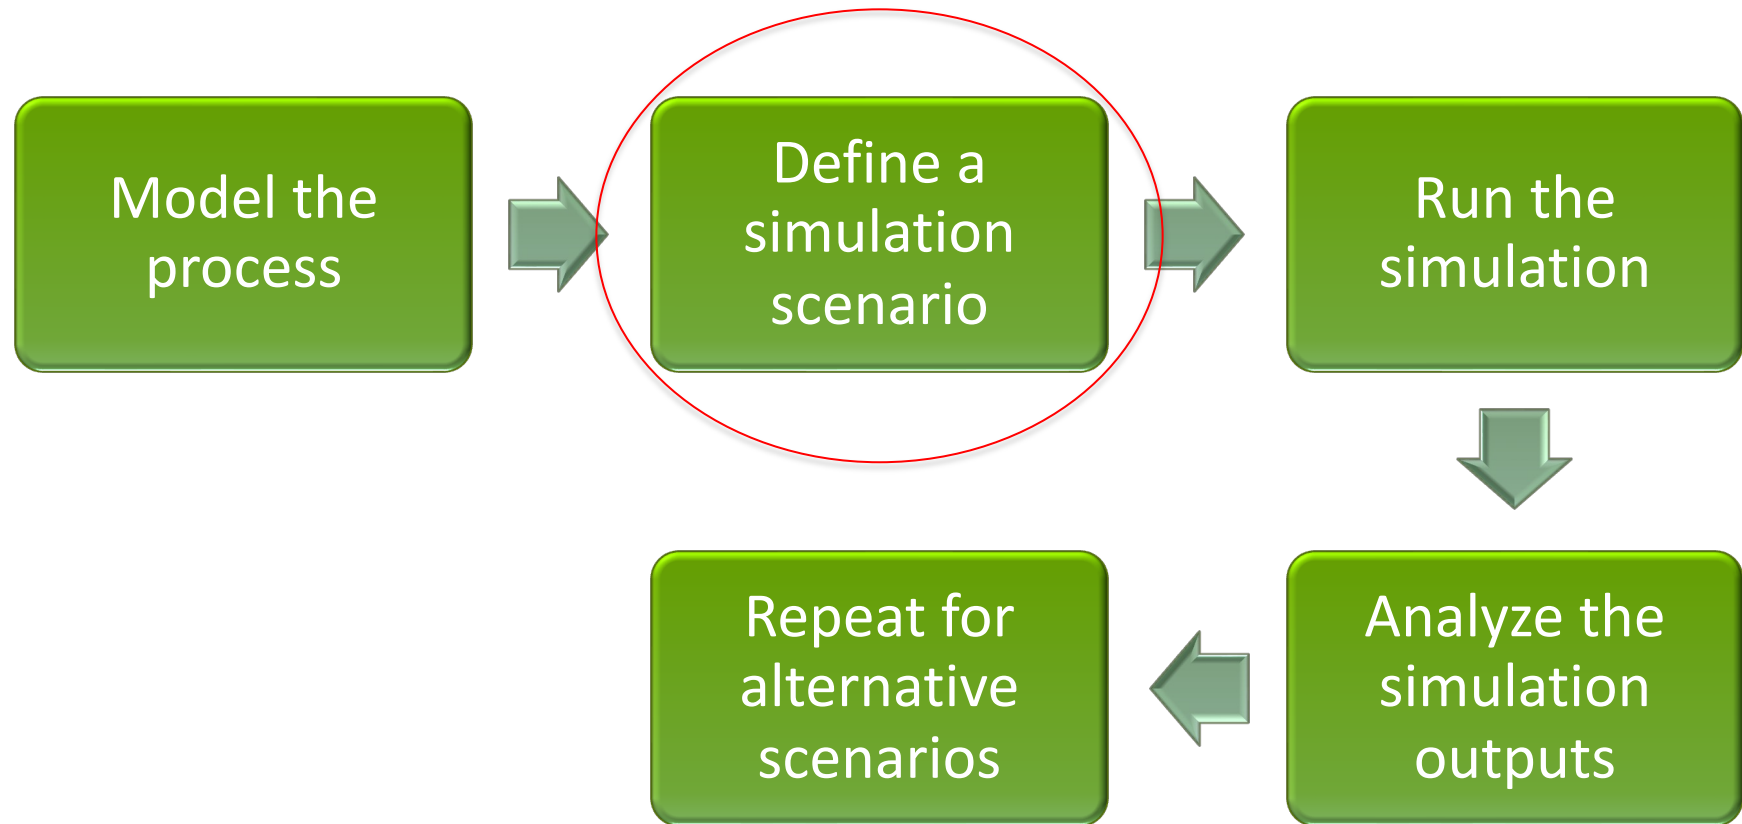 Model the
process
Define a
simulation
scenario
Run the
simulation
Analyze the
simulation
outputs
Repeat for
alternative
scenarios